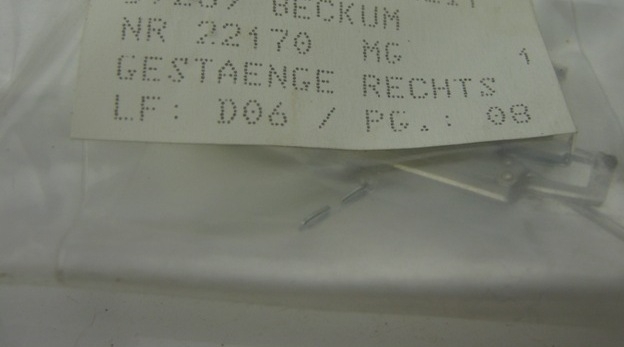 BECKUM
NR 22170 MG 1
GESTAENGE RECHTS
LF: D06 / PG.: 08